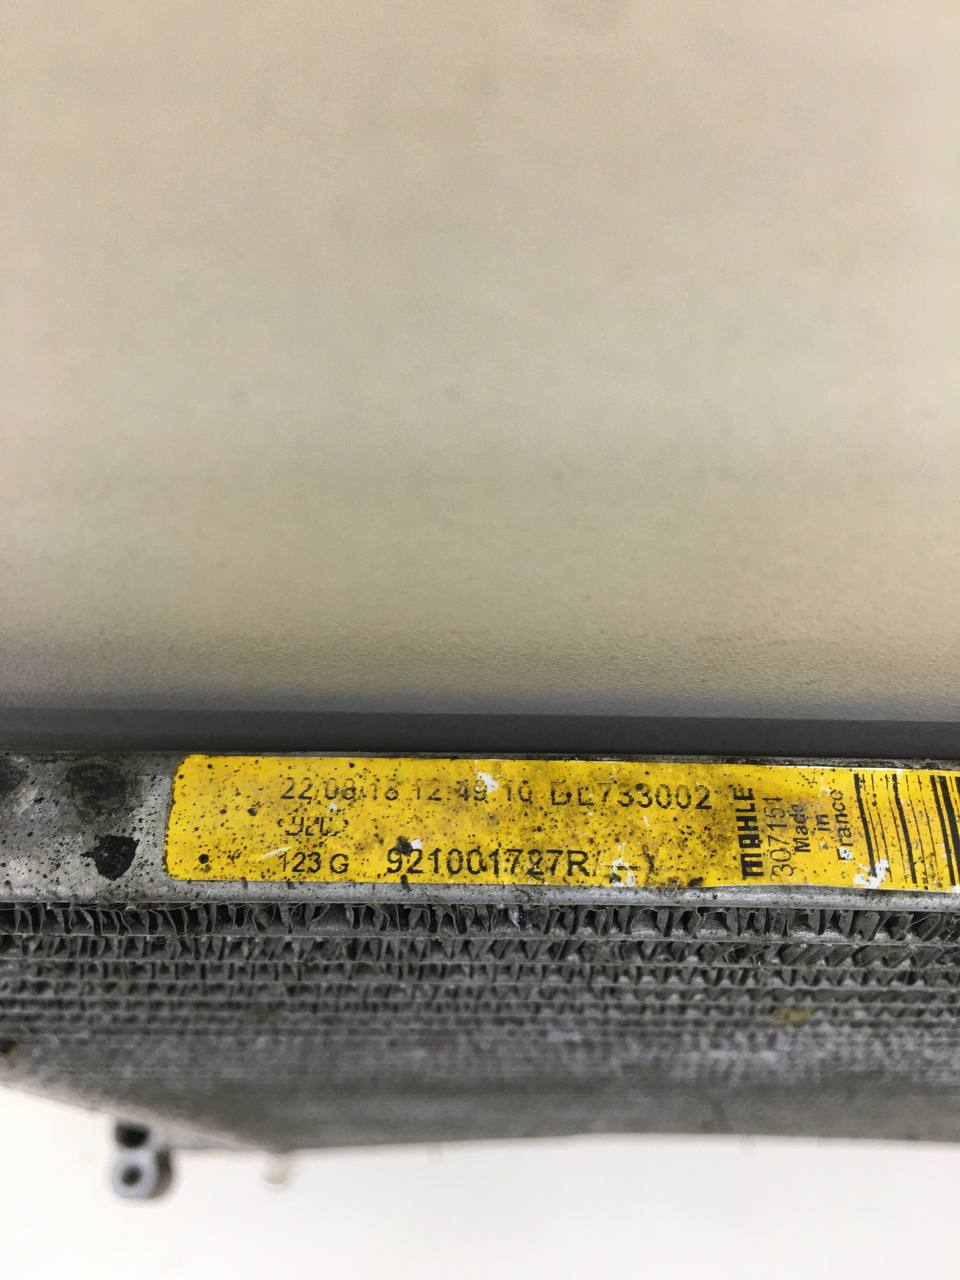 22/08/18 12:49 10 DE733002
123 G 921001727R/--Y
MAHLE
307151
Made
in
France